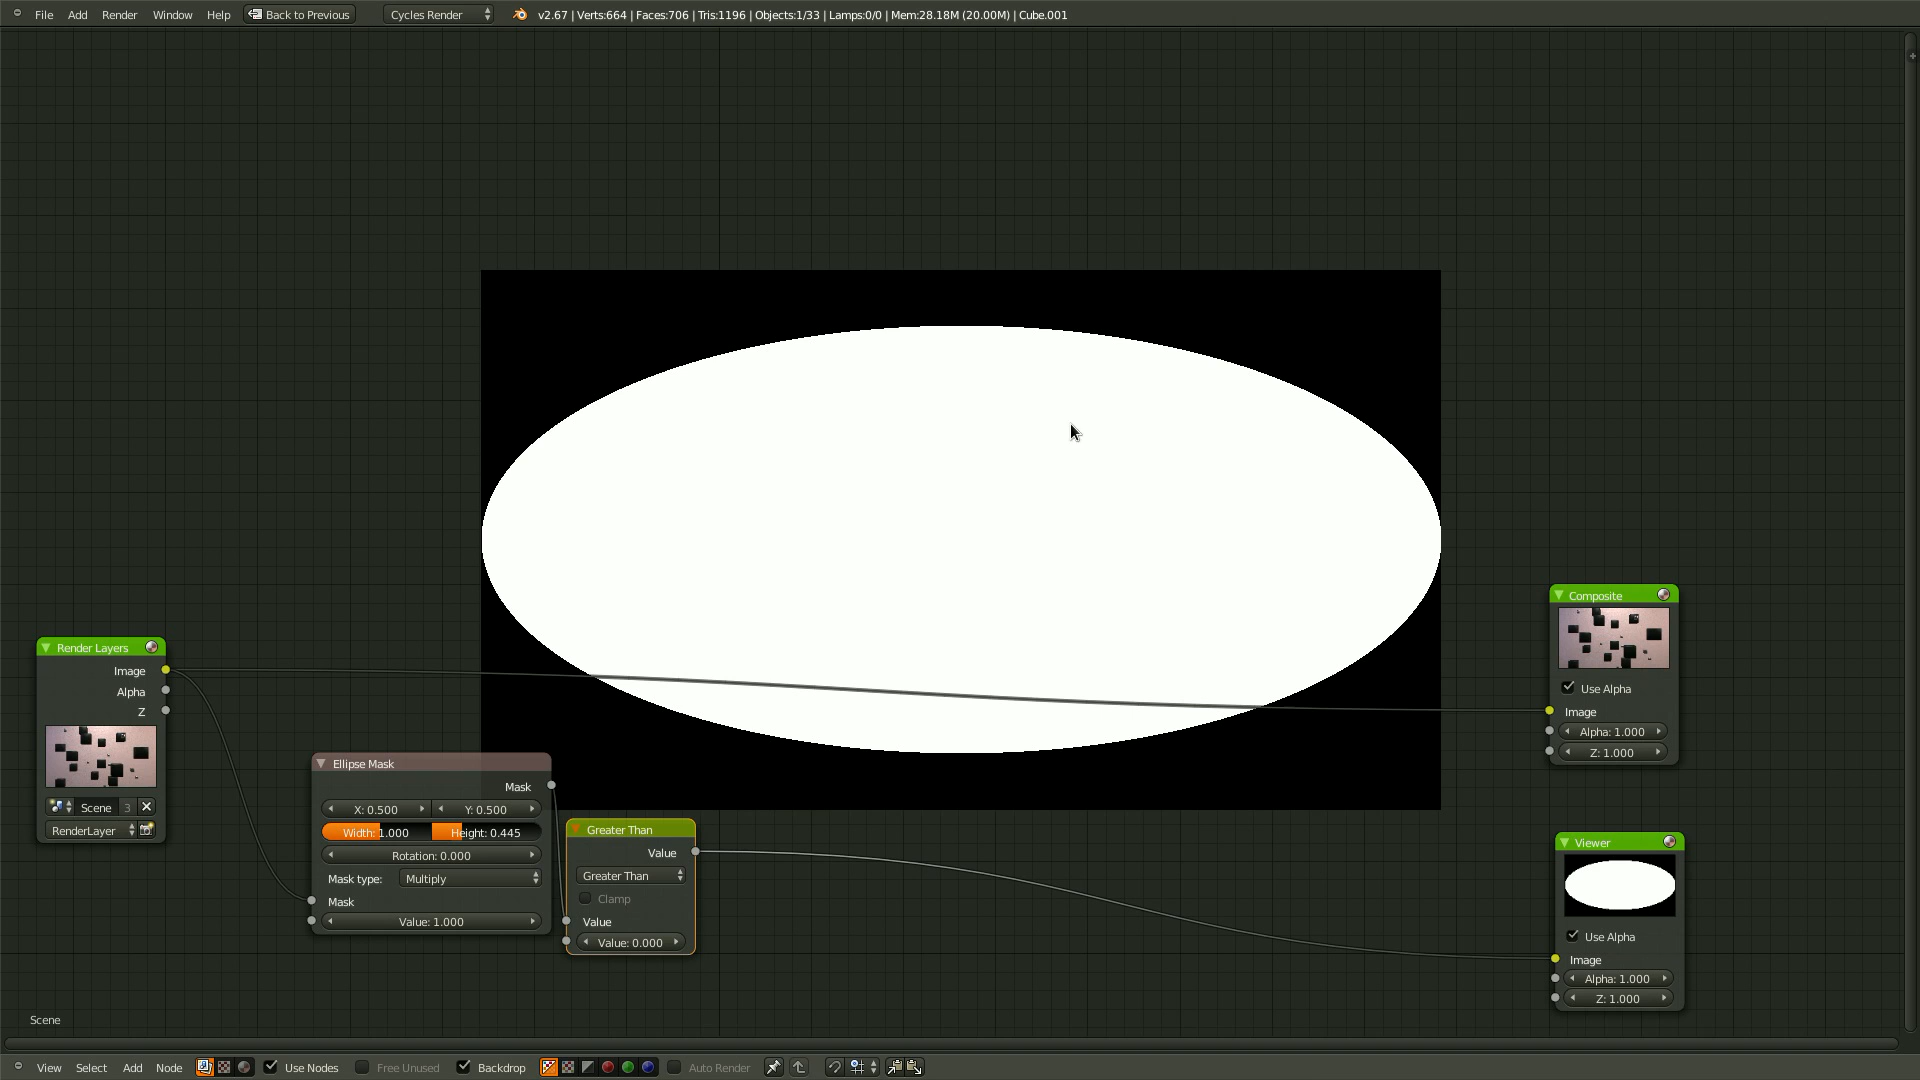 File Add Render Window Help Back to Previous Cycles Render v2.67 | Verts:664 | Faces:706 | Tris:1196 | Objects:1/33 | Lamps:0/0 | Mem:28.18M (20.00M) | Cube.001
Render Layers
Image
Alpha
Z
Scene 3
RenderLayer
Ellipse Mask
Mask
X: 0.500 Y: 0.500
Width: 1.000 Height: 0.445
Rotation: 0.000
Mask type: Multiply
Mask
Value: 1.000
Greater Than
Value
Greater Than
Clamp
Value
Value: 0.000
Composite
Use Alpha
Image
Alpha: 1.000
Z: 1.000
Viewer
Use Alpha
Image
Alpha: 1.000
Z: 1.000
Scene
View Select Add Node Use Nodes Free Unused Backdrop Auto Render